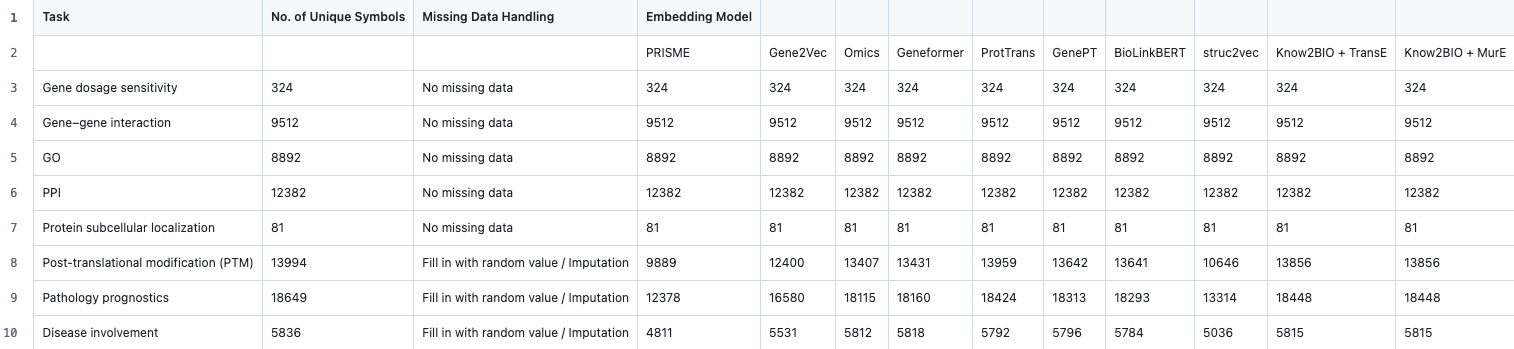 1 Task No. of Unique Symbols Missing Data Handling Embedding Model
2 PRISME Gene2Vec Omics Geneformer ProtTrans GenePT BioLinkBERT struc2vec Know2BIO + TransE Know2BIO + MurE
3 Gene dosage sensitivity 324 No missing data 324 324 324 324 324 324 324 324 324 324
4 Gene–gene interaction 9512 No missing data 9512 9512 9512 9512 9512 9512 9512 9512 9512 9512
5 GO 8892 No missing data 8892 8892 8892 8892 8892 8892 8892 8892 8892 8892
6 PPI 12382 No missing data 12382 12382 12382 12382 12382 12382 12382 12382 12382 12382
7 Protein subcellular localization 81 No missing data 81 81 81 81 81 81 81 81 81 81
8 Post-translational modification (PTM) 13994 Fill in with random value / Imputation 9889 12400 13407 13431 13959 13642 13641 10646 13856 13856
9 Pathology prognostics 18649 Fill in with random value / Imputation 12378 16580 18115 18160 18424 18313 18293 13314 18448 18448
10 Disease involvement 5836 Fill in with random value / Imputation 4811 5531 5812 5818 5792 5796 5784 5036 5815 5815